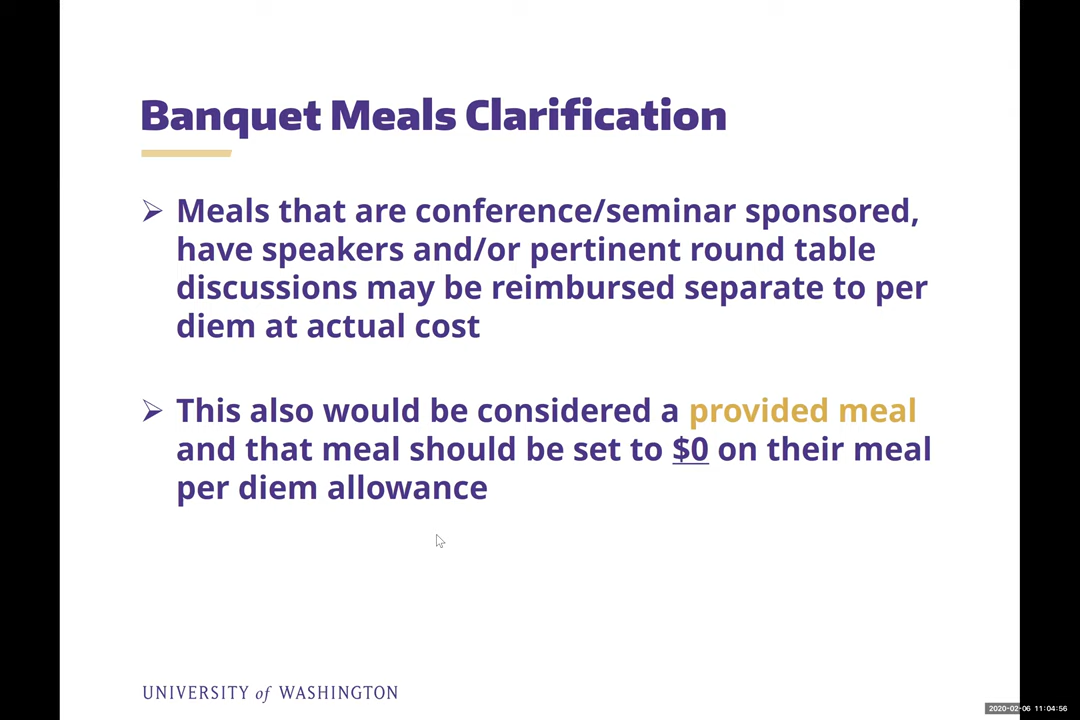 Banquet Meals Clarification
➢ Meals that are conference/seminar sponsored,
have speakers and/or pertinent round table
discussions may be reimbursed separate to per
diem at actual cost
➢ This also would be considered a provided meal
and that meal should be set to $0 on their meal
per diem allowance
UNIVERSITY of WASHINGTON
2020-02-06 11:04:56